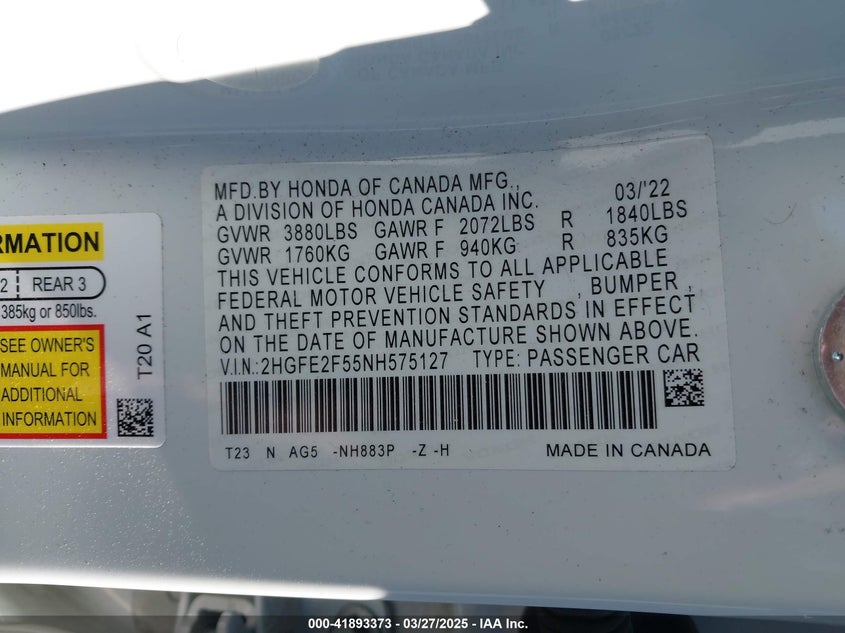 MFD.BY HONDA OF CANADA MFG., 03/'22
A DIVISION OF HONDA CANADA INC.
GVWR 3880LBS GAWR F 2072LBS R 1840LBS
GVWR 1760KG GAWR F 940KG R 835KG
THIS VEHICLE CONFORMS TO ALL APPLICABLE
FEDERAL MOTOR VEHICLE SAFETY , BUMPER ,
AND THEFT PREVENTION STANDARDS IN EFFECT
ON THE DATE OF MANUFACTURE SHOWN ABOVE.
V.I.N.:2HGFE2F55NH575127 TYPE: PASSENGER CAR
T23 N AG5 -NH883P -Z -H MADE IN CANADA
RMATION
2 REAR 3
385kg or 850lbs.
SEE OWNER'S
MANUAL FOR
ADDITIONAL
INFORMATION
T20 A1
000-41893373 — 03/27/2025 — IAA Inc.